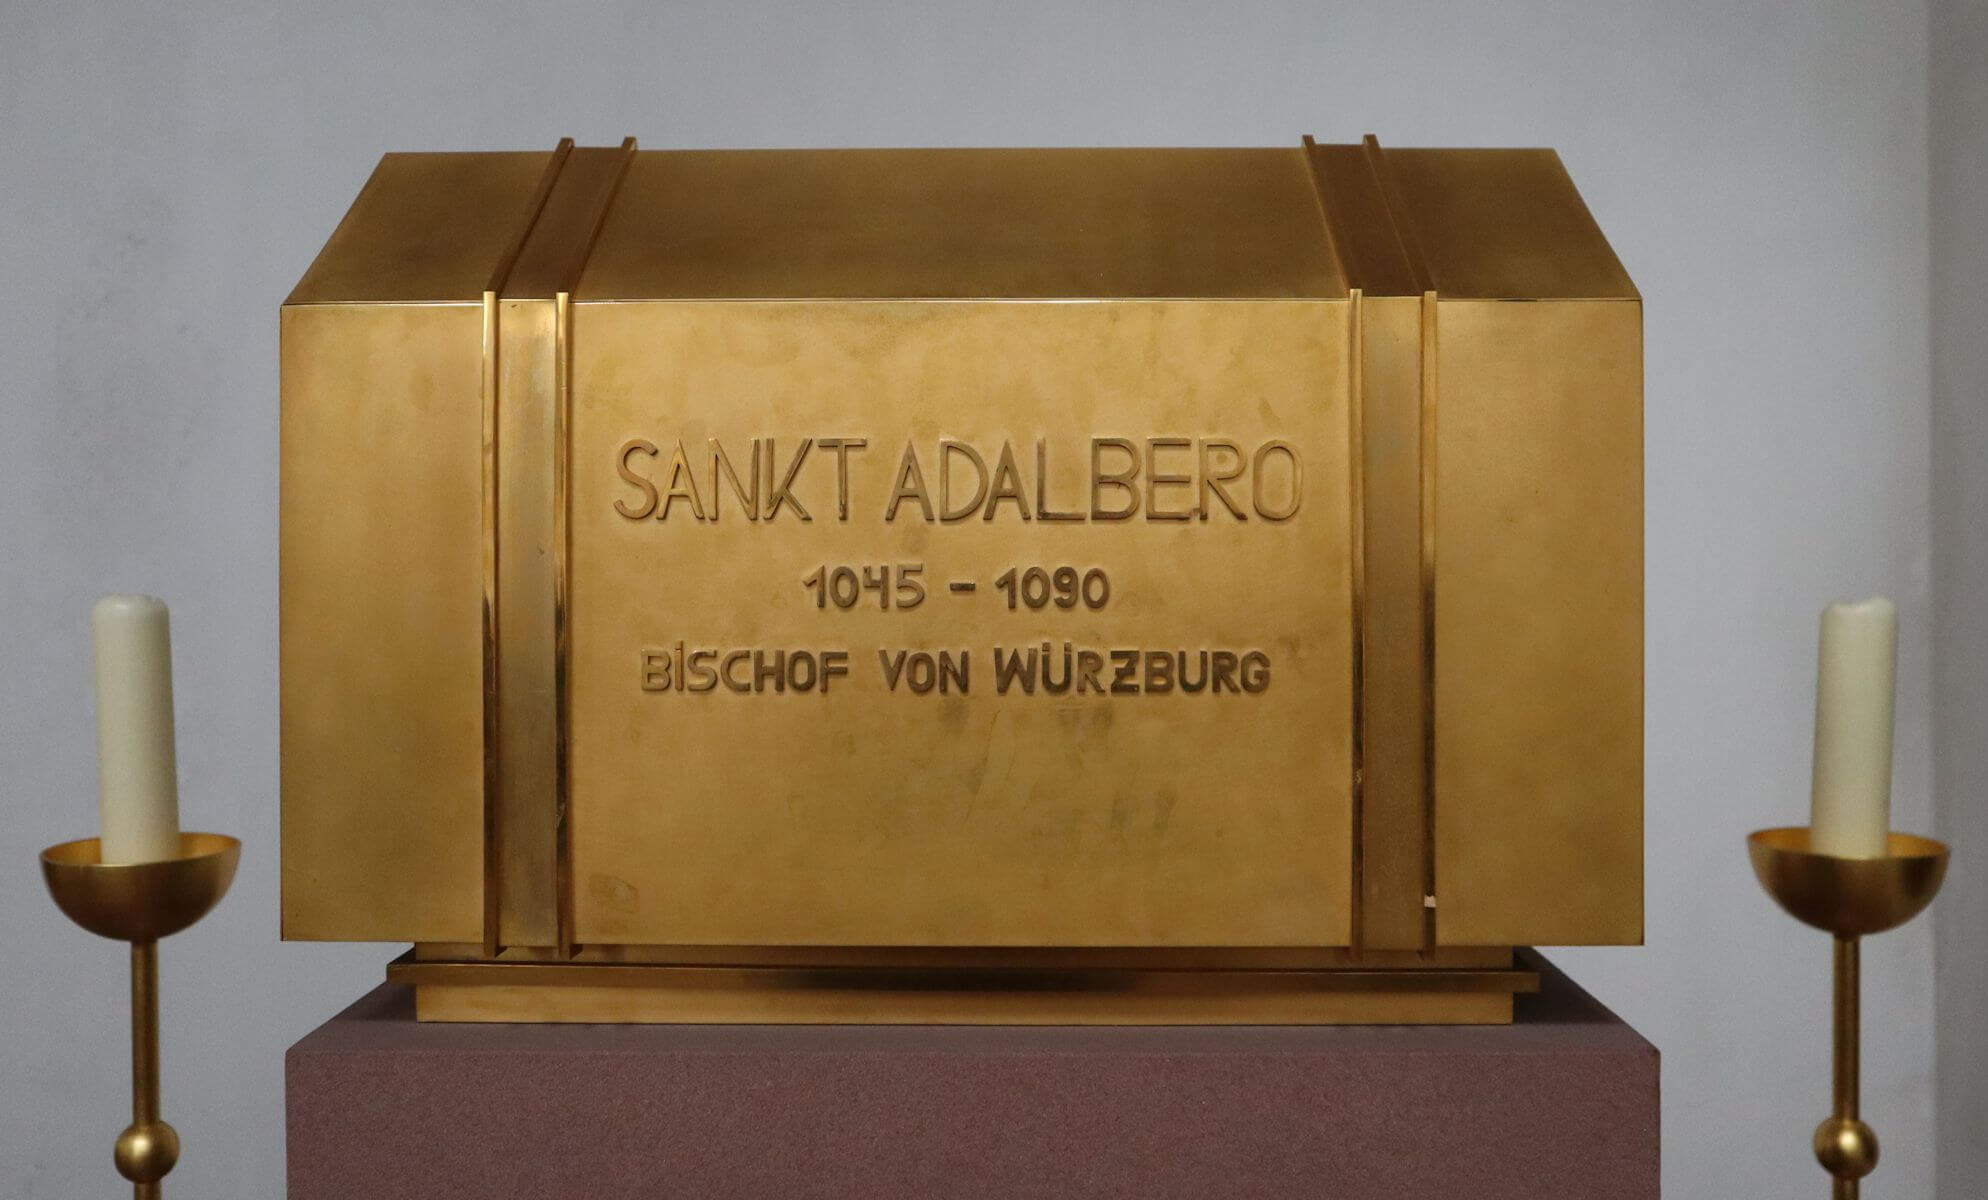 SANKT ADALBERO
1045 - 1090
BiSCHOF VON WÜRZBURG